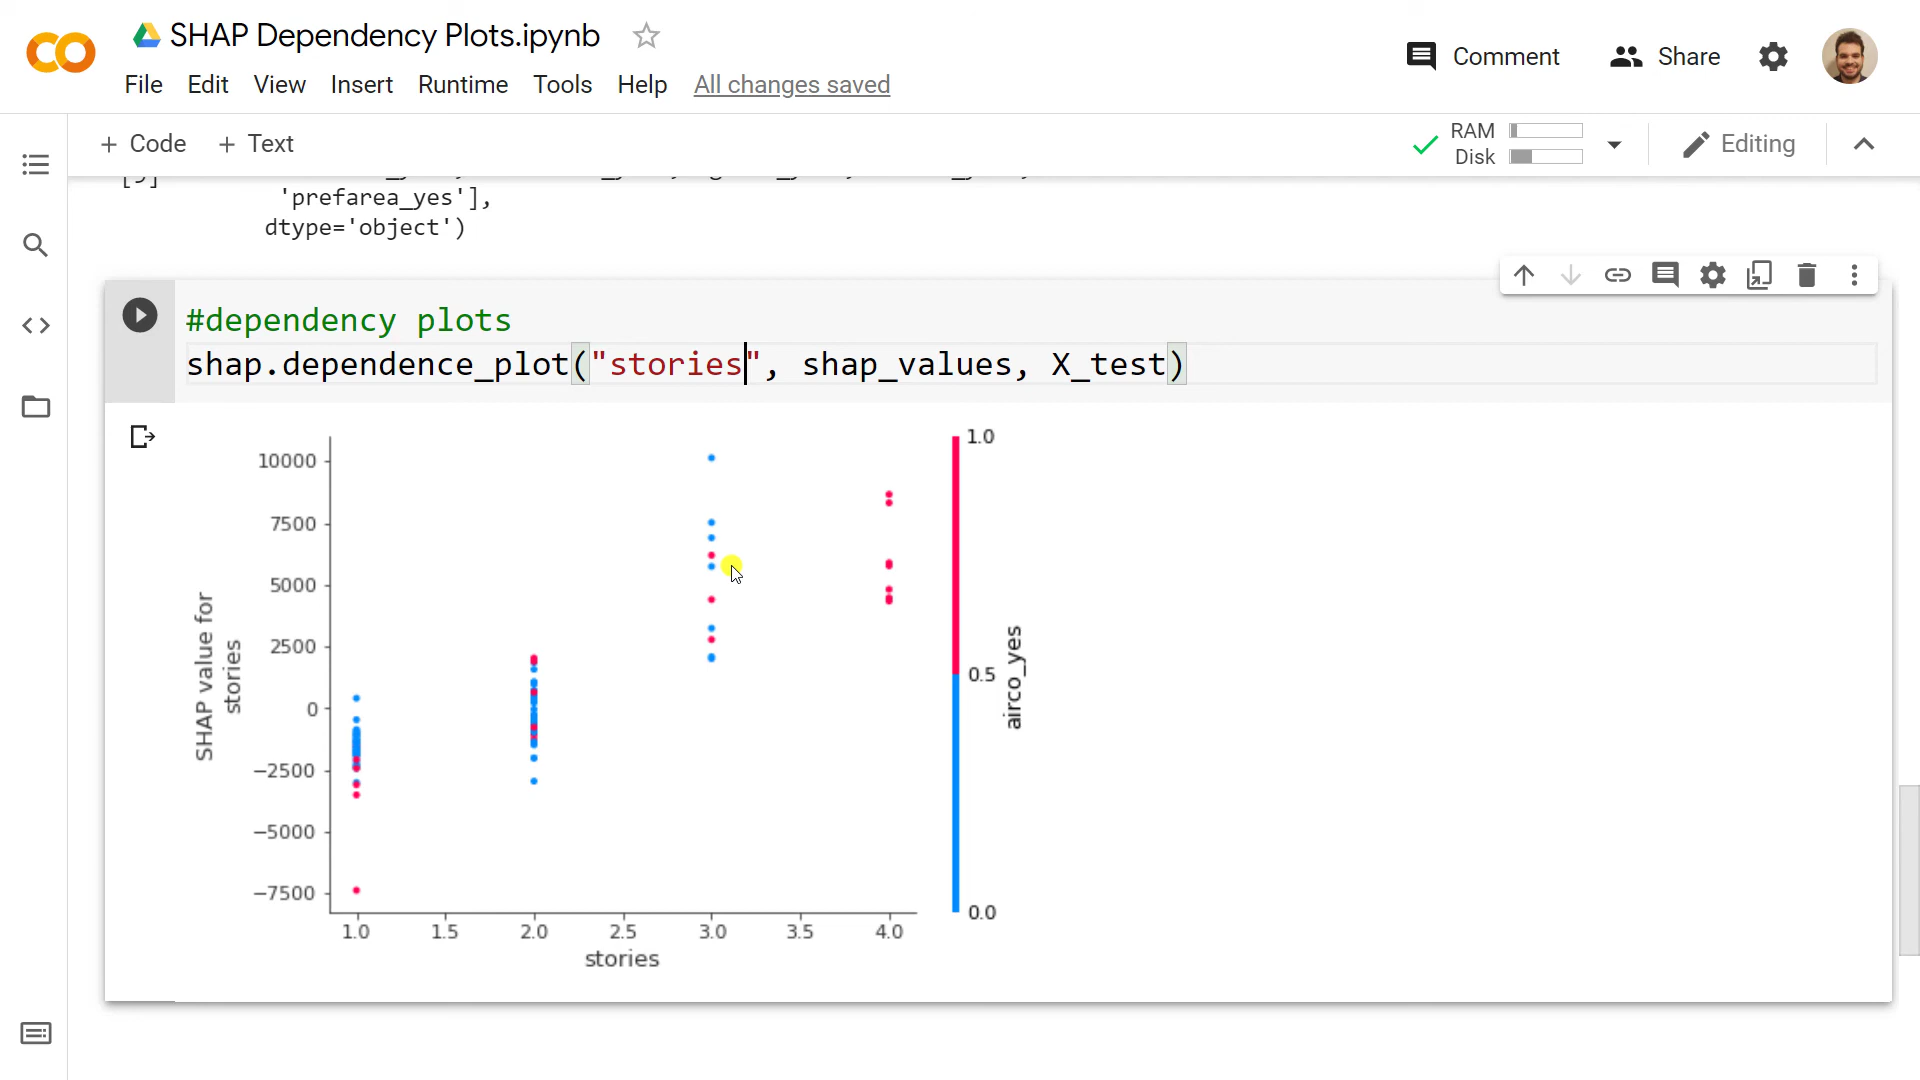 SHAP Dependency Plots.ipynb
File Edit View Insert Runtime Tools Help All changes saved
Comment
Share
+ Code + Text
RAM
Disk
Editing
'prefarea_yes'],
dtype='object')
#dependency plots
shap.dependence_plot("stories", shap_values, X_test)
10000
7500
5000
2500
0
−2500
−5000
−7500
SHAP value for
stories
1.0 1.5 2.0 2.5 3.0 3.5 4.0
stories
1.0
0.5
0.0
airco_yes